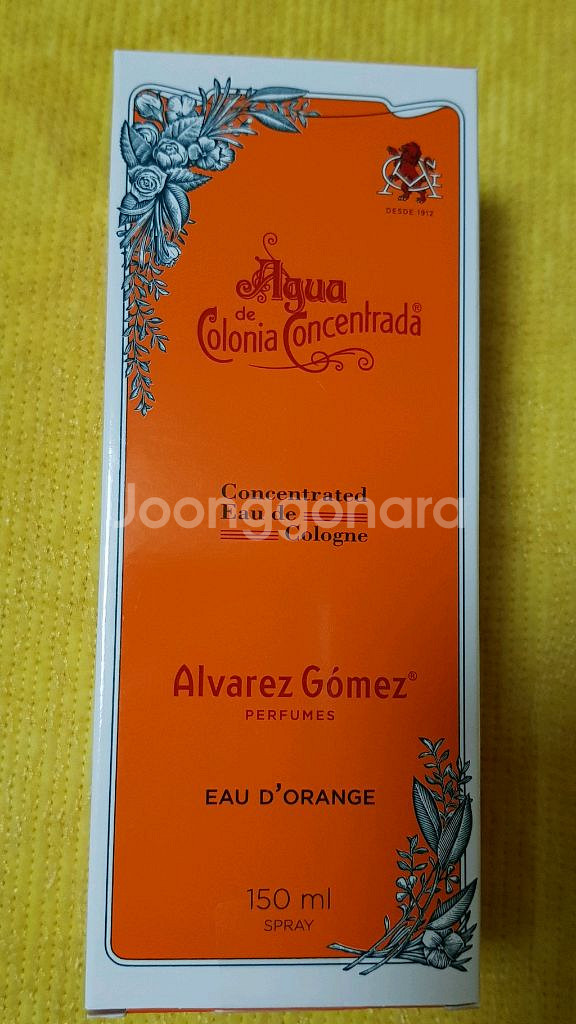 DESDE 1912
Agua
de
Colonia Concentrada®
Concentrated
Eau de
Cologne
Joonggonara
Alvarez Gómez®
PERFUMES
EAU D'ORANGE
150 ml
SPRAY